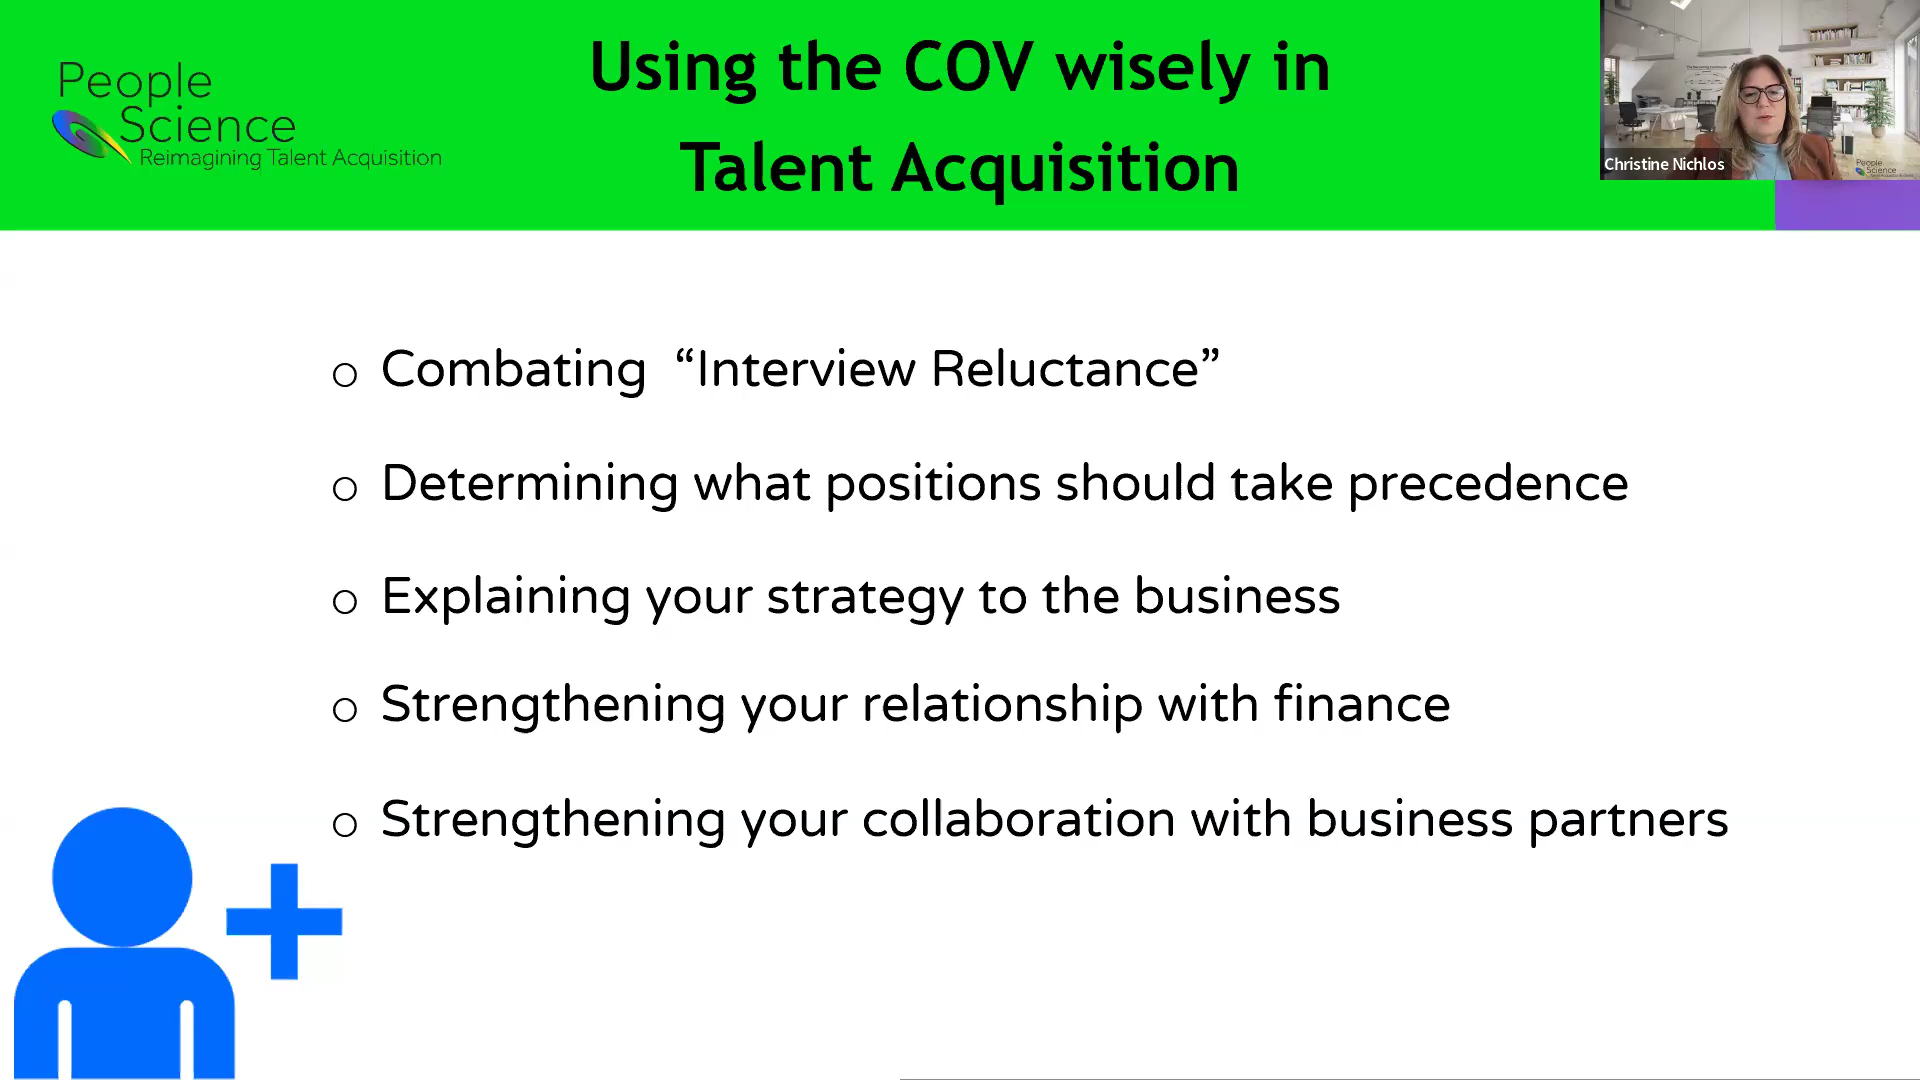 People
Science
Reimagining Talent Acquisition
Using the COV wisely in
Talent Acquisition
Christine Nichlos
People
Science
o Combating “Interview Reluctance”
o Determining what positions should take precedence
o Explaining your strategy to the business
o Strengthening your relationship with finance
o Strengthening your collaboration with business partners